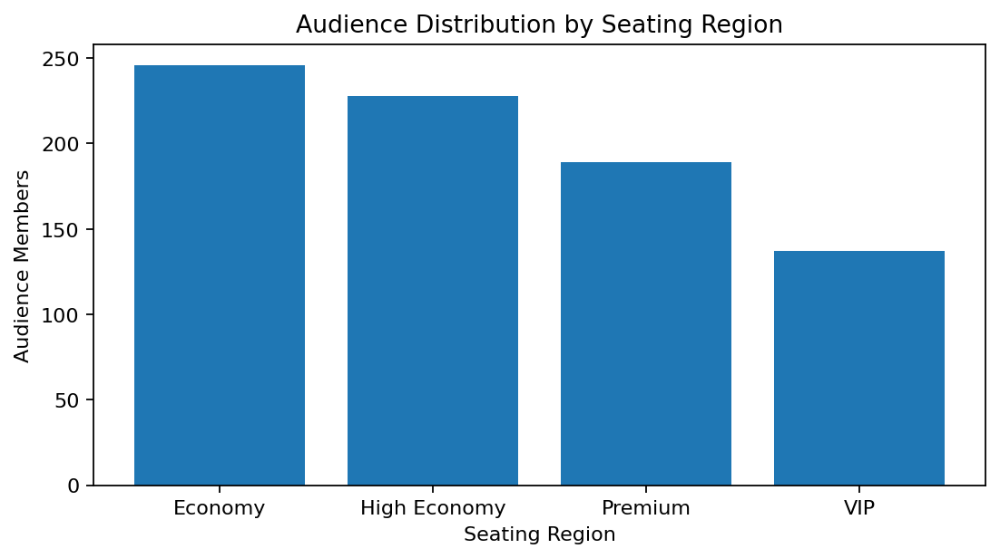 Audience Distribution by Seating Region
Audience Members
250
200
150
100
50
0
Economy High Economy Premium VIP
Seating Region